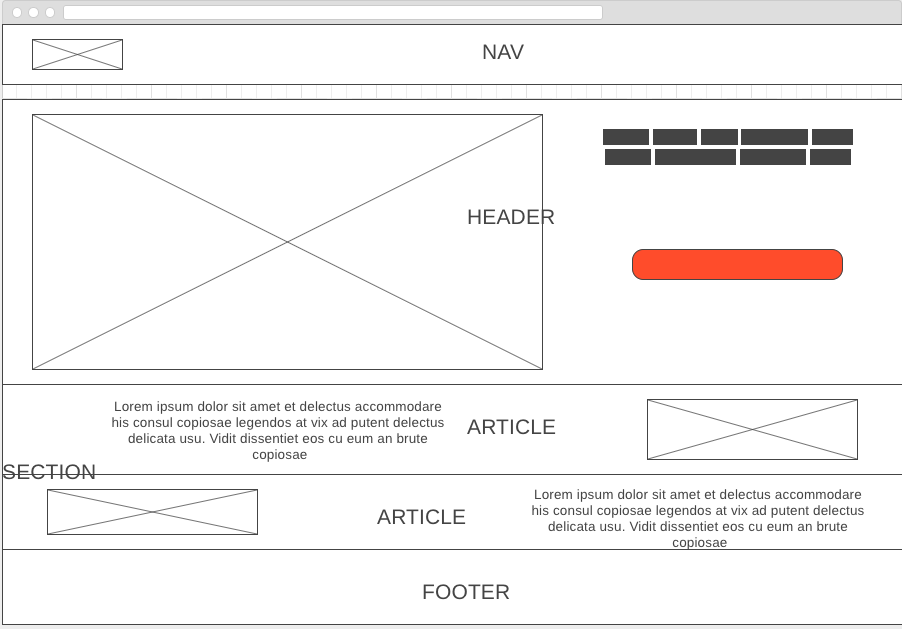 NAV
HEADER
Lorem ipsum dolor sit amet et delectus accommodare
his consul copiosae legendos at vix ad putent delectus
delicata usu. Vidit dissentiet eos cu eum an brute
copiosae
ARTICLE
SECTION
ARTICLE
Lorem ipsum dolor sit amet et delectus accommodare
his consul copiosae legendos at vix ad putent delectus
delicata usu. Vidit dissentiet eos cu eum an brute
copiosae
FOOTER